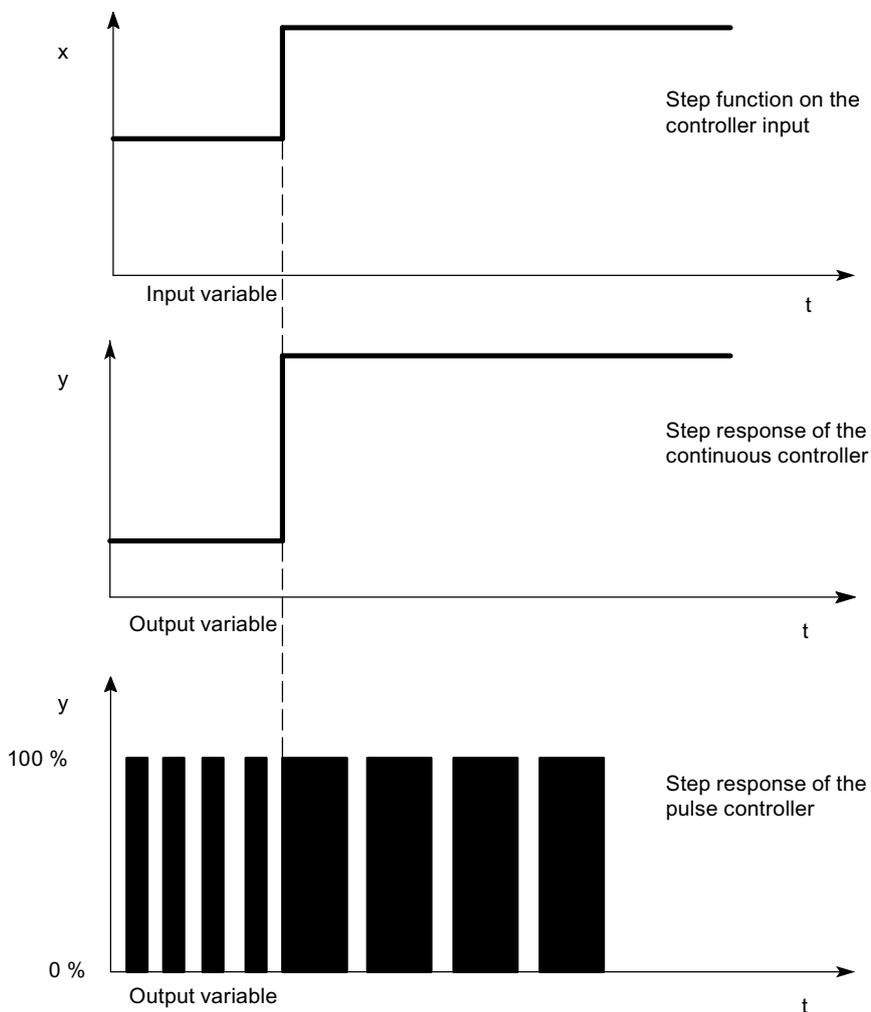 x
Step function on the
controller input
Input variable
t
y
Step response of the
continuous controller
Output variable
t
y
100 %
Step response of the
pulse controller
0 %
Output variable
t